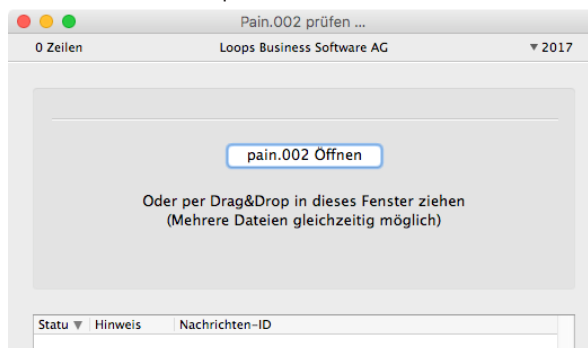 Pain.002 prüfen ...
0 Zeilen Loops Business Software AG ▼ 2017
pain.002 Öffnen
Oder per Drag&Drop in dieses Fenster ziehen
(Mehrere Dateien gleichzeitig möglich)
Statu ▼ Hinweis Nachrichten-ID